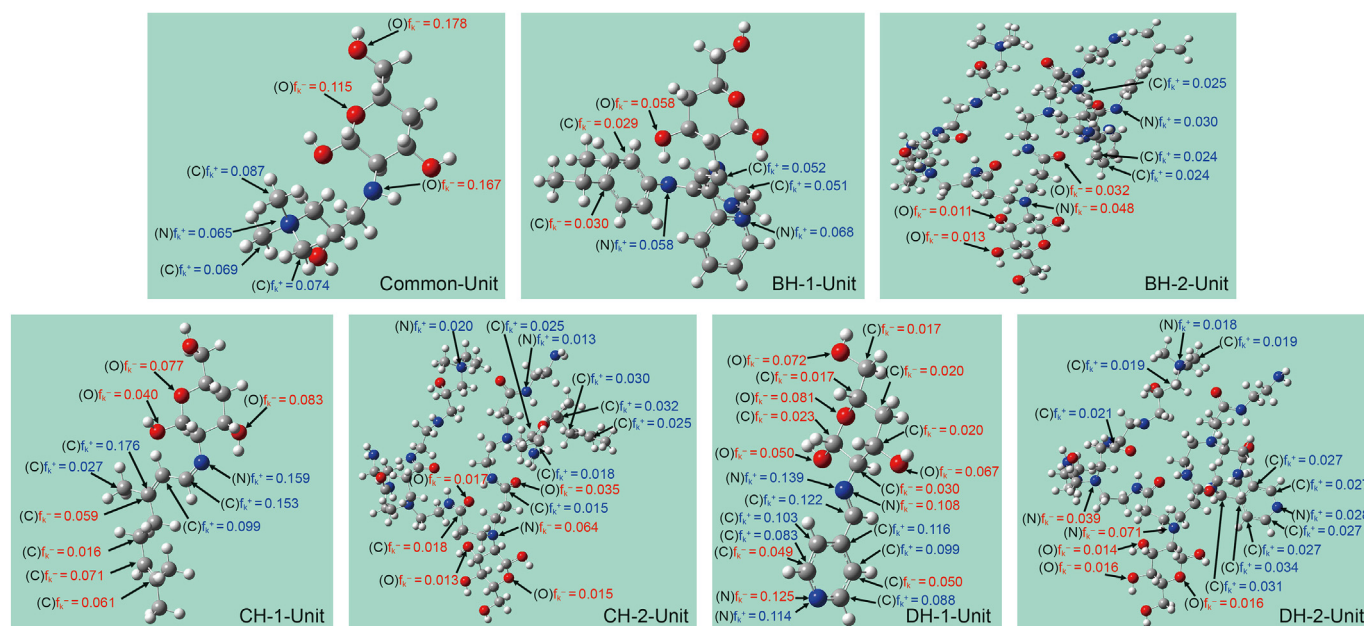 (O)fₖ⁻ = 0.178
(O)fₖ⁻ = 0.115
(C)fₖ⁺ = 0.087
(O)fₖ⁻ = 0.167
(N)fₖ⁺ = 0.065
(C)fₖ⁺ = 0.069
(C)fₖ⁺ = 0.074
Common-Unit
(O)fₖ⁻ = 0.058
(C)fₖ⁻ = 0.029
(C)fₖ⁺ = 0.052
(C)fₖ⁺ = 0.051
(C)fₖ⁻ = 0.030
(N)fₖ⁺ = 0.068
(N)fₖ⁺ = 0.058
BH-1-Unit
(C)fₖ⁺ = 0.025
(N)fₖ⁺ = 0.030
(C)fₖ⁺ = 0.024
(C)fₖ⁺ = 0.024
(O)fₖ⁻ = 0.032
(N)fₖ⁻ = 0.048
(O)fₖ⁻ = 0.011
(O)fₖ⁻ = 0.013
BH-2-Unit
(O)fₖ⁻ = 0.077
(O)fₖ⁻ = 0.040
(O)fₖ⁻ = 0.083
(C)fₖ⁺ = 0.176
(C)fₖ⁺ = 0.027
(N)fₖ⁺ = 0.159
(C)fₖ⁺ = 0.153
(C)fₖ⁻ = 0.059
(C)fₖ⁺ = 0.099
(C)fₖ⁻ = 0.016
(C)fₖ⁻ = 0.071
(C)fₖ⁻ = 0.061
CH-1-Unit
(N)fₖ⁺ = 0.020
(C)fₖ⁺ = 0.025
(N)fₖ⁺ = 0.013
(C)fₖ⁺ = 0.030
(C)fₖ⁺ = 0.032
(C)fₖ⁺ = 0.025
(C)fₖ⁺ = 0.018
(O)fₖ⁻ = 0.017
(O)fₖ⁻ = 0.035
(C)fₖ⁺ = 0.015
(N)fₖ⁻ = 0.064
(C)fₖ⁻ = 0.018
(O)fₖ⁻ = 0.013
(O)fₖ⁻ = 0.015
CH-2-Unit
(C)fₖ⁻ = 0.017
(O)fₖ⁻ = 0.072
(C)fₖ⁻ = 0.017
(C)fₖ⁻ = 0.020
(O)fₖ⁻ = 0.081
(C)fₖ⁻ = 0.023
(C)fₖ⁻ = 0.020
(O)fₖ⁻ = 0.050
(O)fₖ⁻ = 0.067
(N)fₖ⁺ = 0.139
(C)fₖ⁻ = 0.030
(N)fₖ⁻ = 0.108
(C)fₖ⁺ = 0.122
(C)fₖ⁺ = 0.103
(C)fₖ⁺ = 0.116
(C)fₖ⁺ = 0.083
(C)fₖ⁻ = 0.049
(C)fₖ⁺ = 0.099
(C)fₖ⁻ = 0.050
(N)fₖ⁻ = 0.125
(C)fₖ⁺ = 0.088
(N)fₖ⁺ = 0.114
DH-1-Unit
(N)fₖ⁺ = 0.018
(C)fₖ⁺ = 0.019
(C)fₖ⁺ = 0.019
(C)fₖ⁺ = 0.021
(C)fₖ⁺ = 0.027
(C)fₖ⁺ = 0.027
(N)fₖ⁻ = 0.039
(N)fₖ⁺ = 0.028
(N)fₖ⁻ = 0.071
(C)fₖ⁺ = 0.027
(O)fₖ⁻ = 0.014
(C)fₖ⁺ = 0.027
(O)fₖ⁻ = 0.016
(C)fₖ⁺ = 0.034
(C)fₖ⁺ = 0.031
(O)fₖ⁻ = 0.016
DH-2-Unit